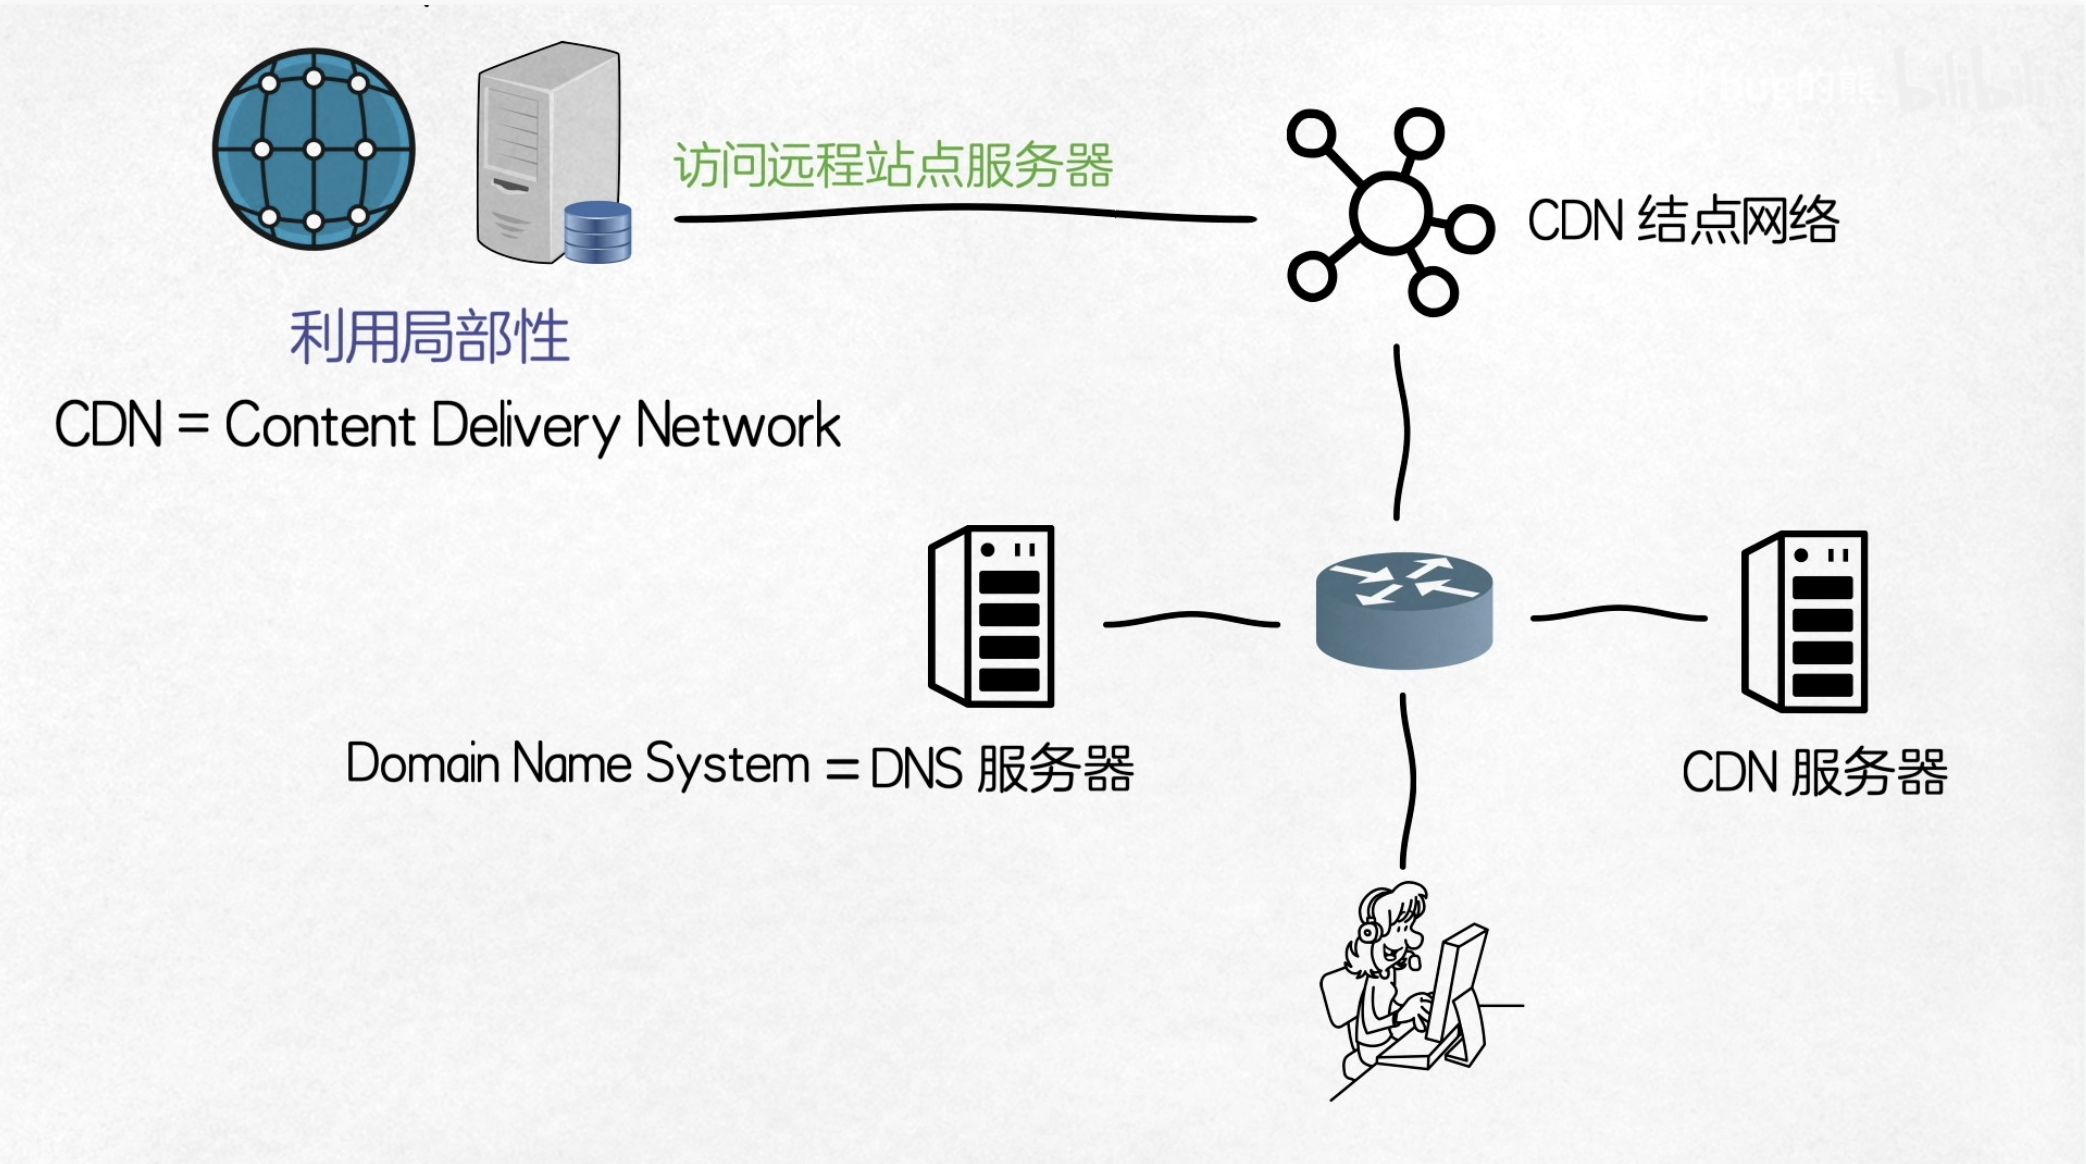 访问远程站点服务器
CDN 结点网络
利用局部性
CDN = Content Delivery Network
Domain Name System = DNS 服务器
CDN 服务器
bilibili